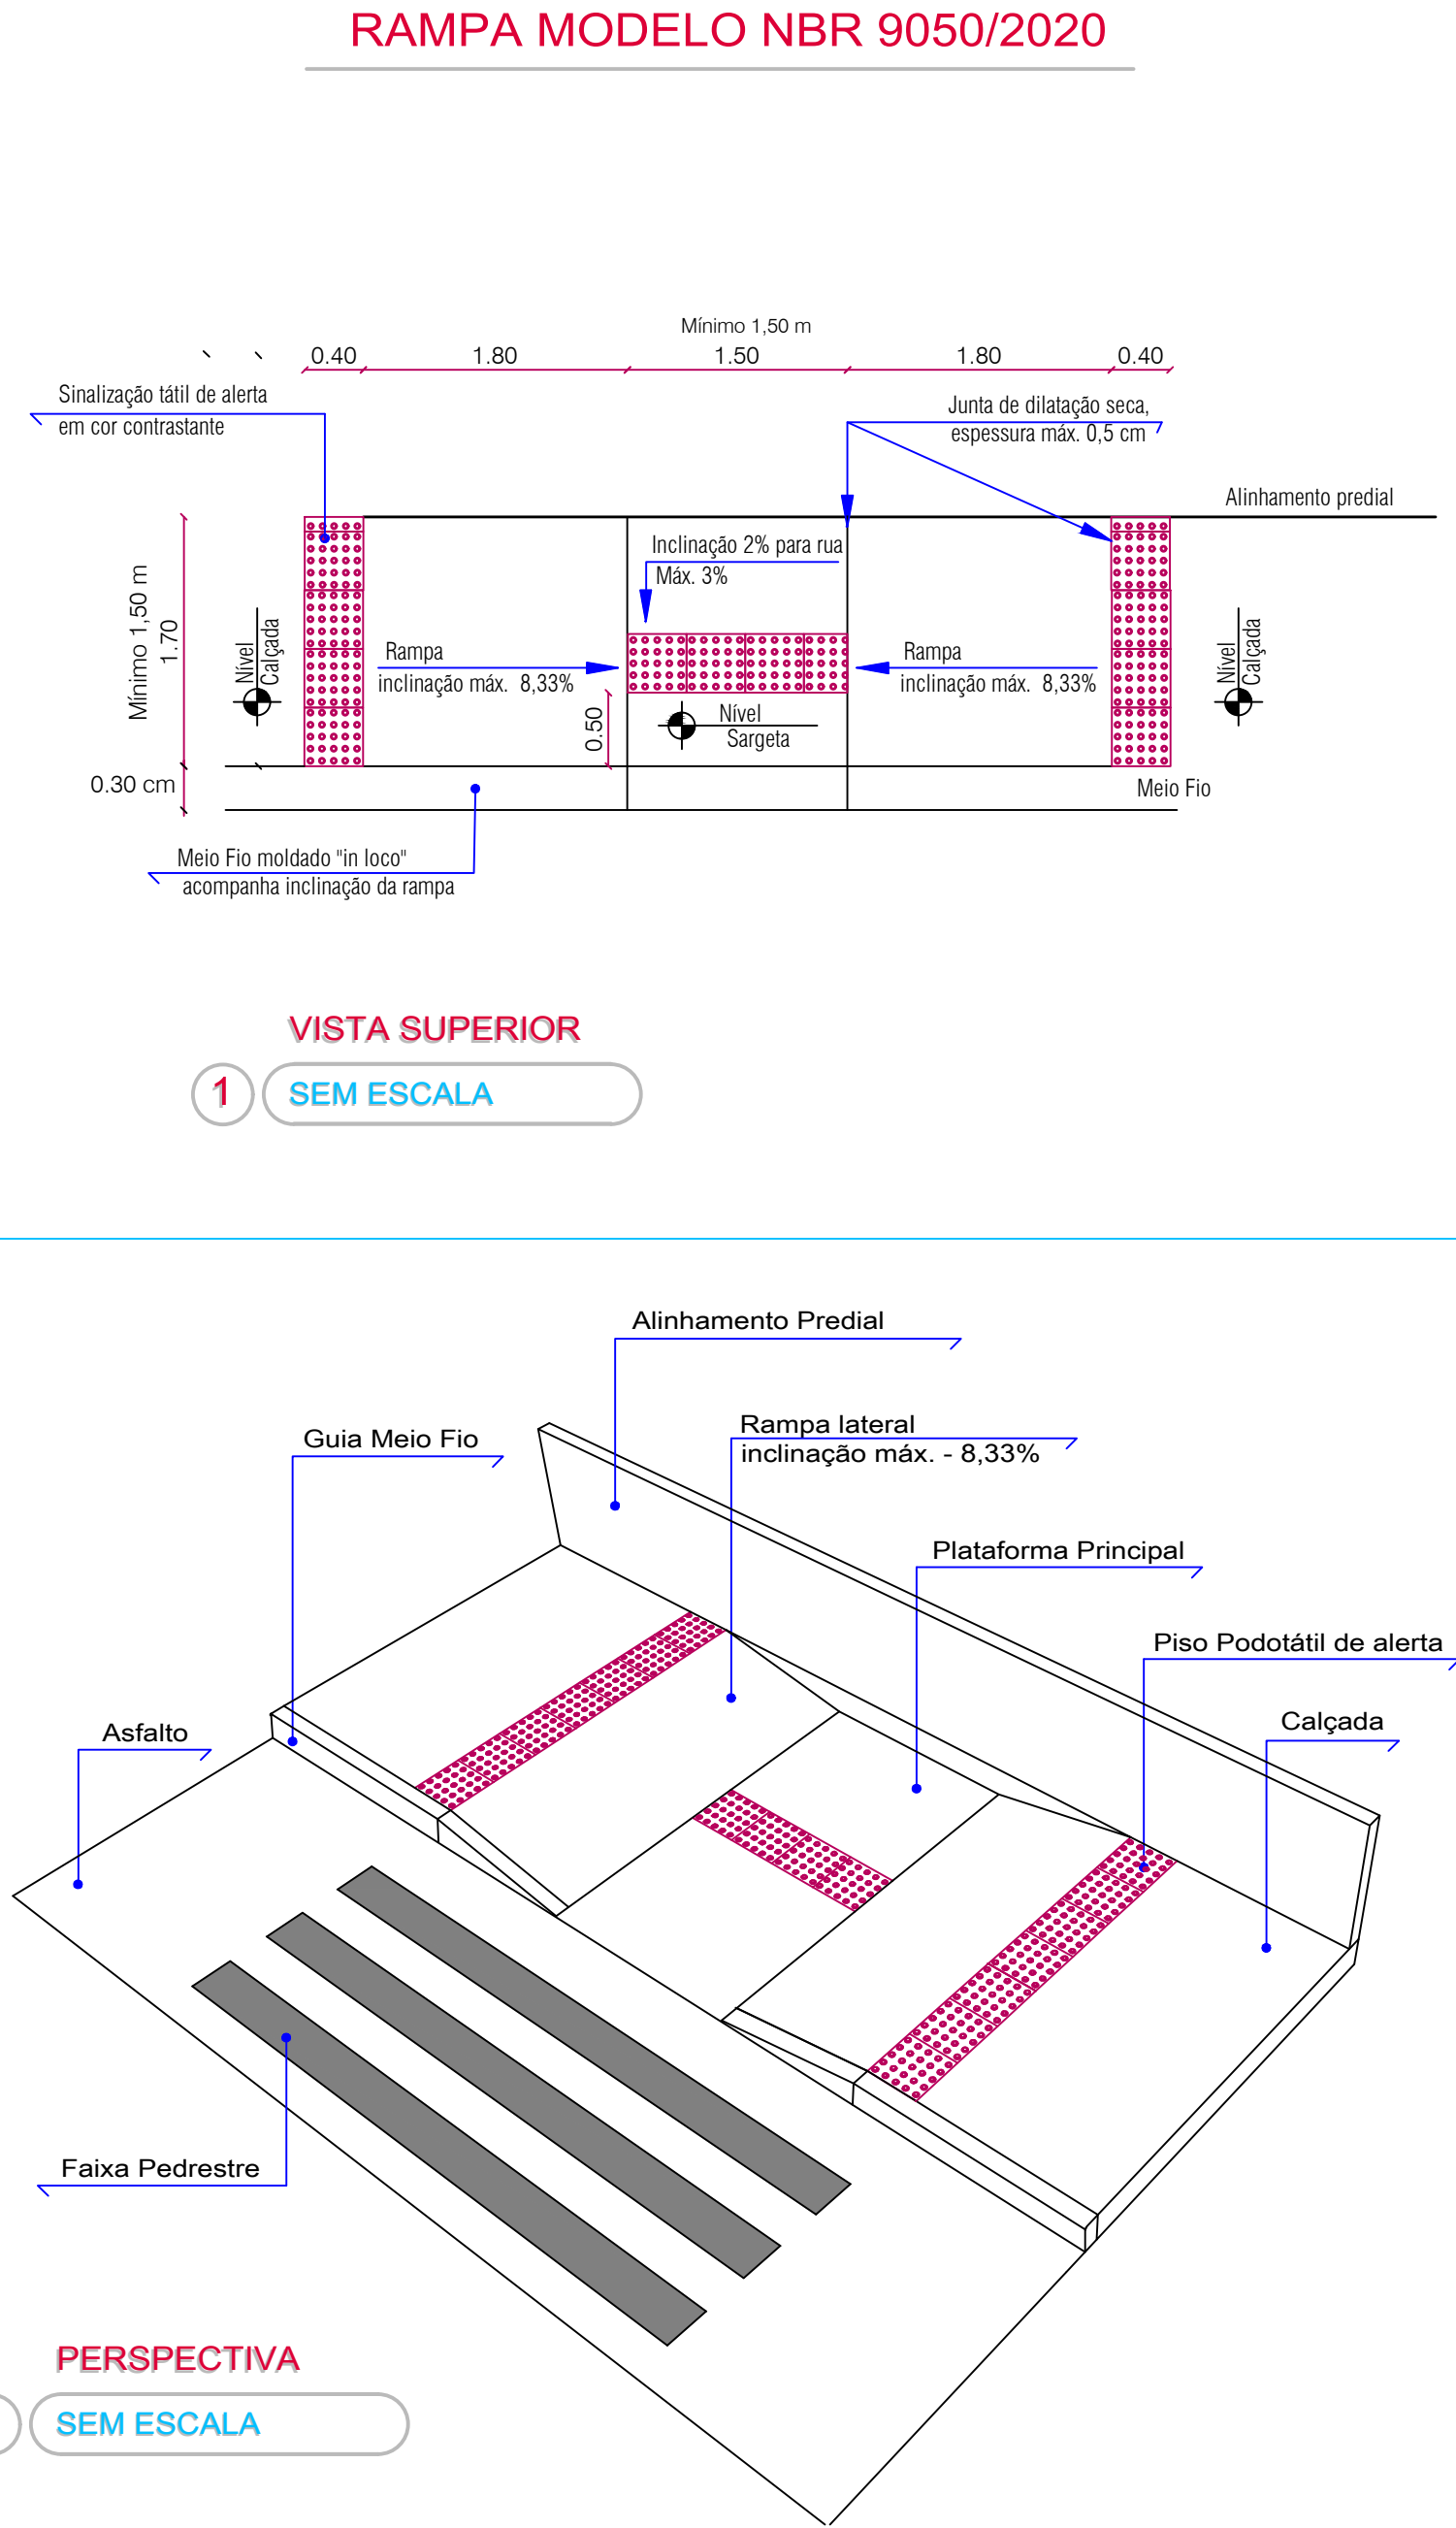 RAMPA MODELO NBR 9050/2020
Mínimo 1,50 m
0.40
1.80
1.50
1.80
0.40
Sinalização tátil de alerta
em cor contrastante
Junta de dilatação seca,
espessura máx. 0,5 cm
Alinhamento predial
Inclinação 2% para rua
Máx. 3%
Mínimo 1,50 m
1.70
Nível
Calçada
Rampa
inclinação máx. 8,33%
Rampa
inclinação máx. 8,33%
Nível
Calçada
0.50
Nível
Sargeta
0.30 cm
Meio Fio
Meio Fio moldado "in loco"
acompanha inclinação da rampa
VISTA SUPERIOR
1
SEM ESCALA
Alinhamento Predial
Rampa lateral
inclinação máx. - 8,33%
Guia Meio Fio
Plataforma Principal
Piso Podotátil de alerta
Calçada
Asfalto
Faixa Pedrestre
PERSPECTIVA
SEM ESCALA